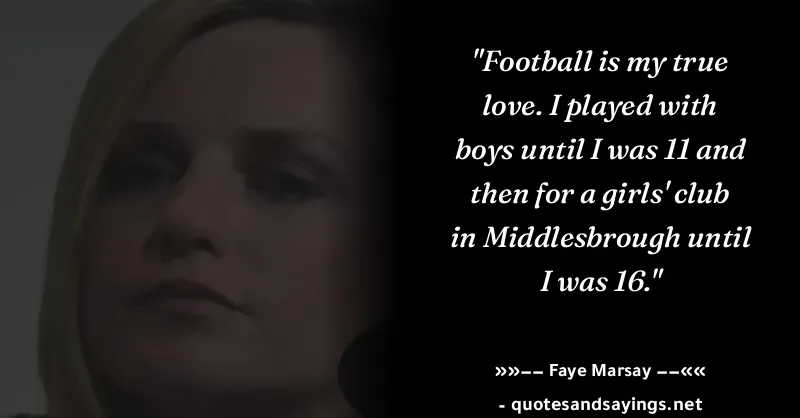 "Football is my true
love. I played with
boys until I was 11 and
then for a girls' club
in Middlesbrough until
I was 16."
»»−− Faye Marsay −−««
- quotesandsayings.net